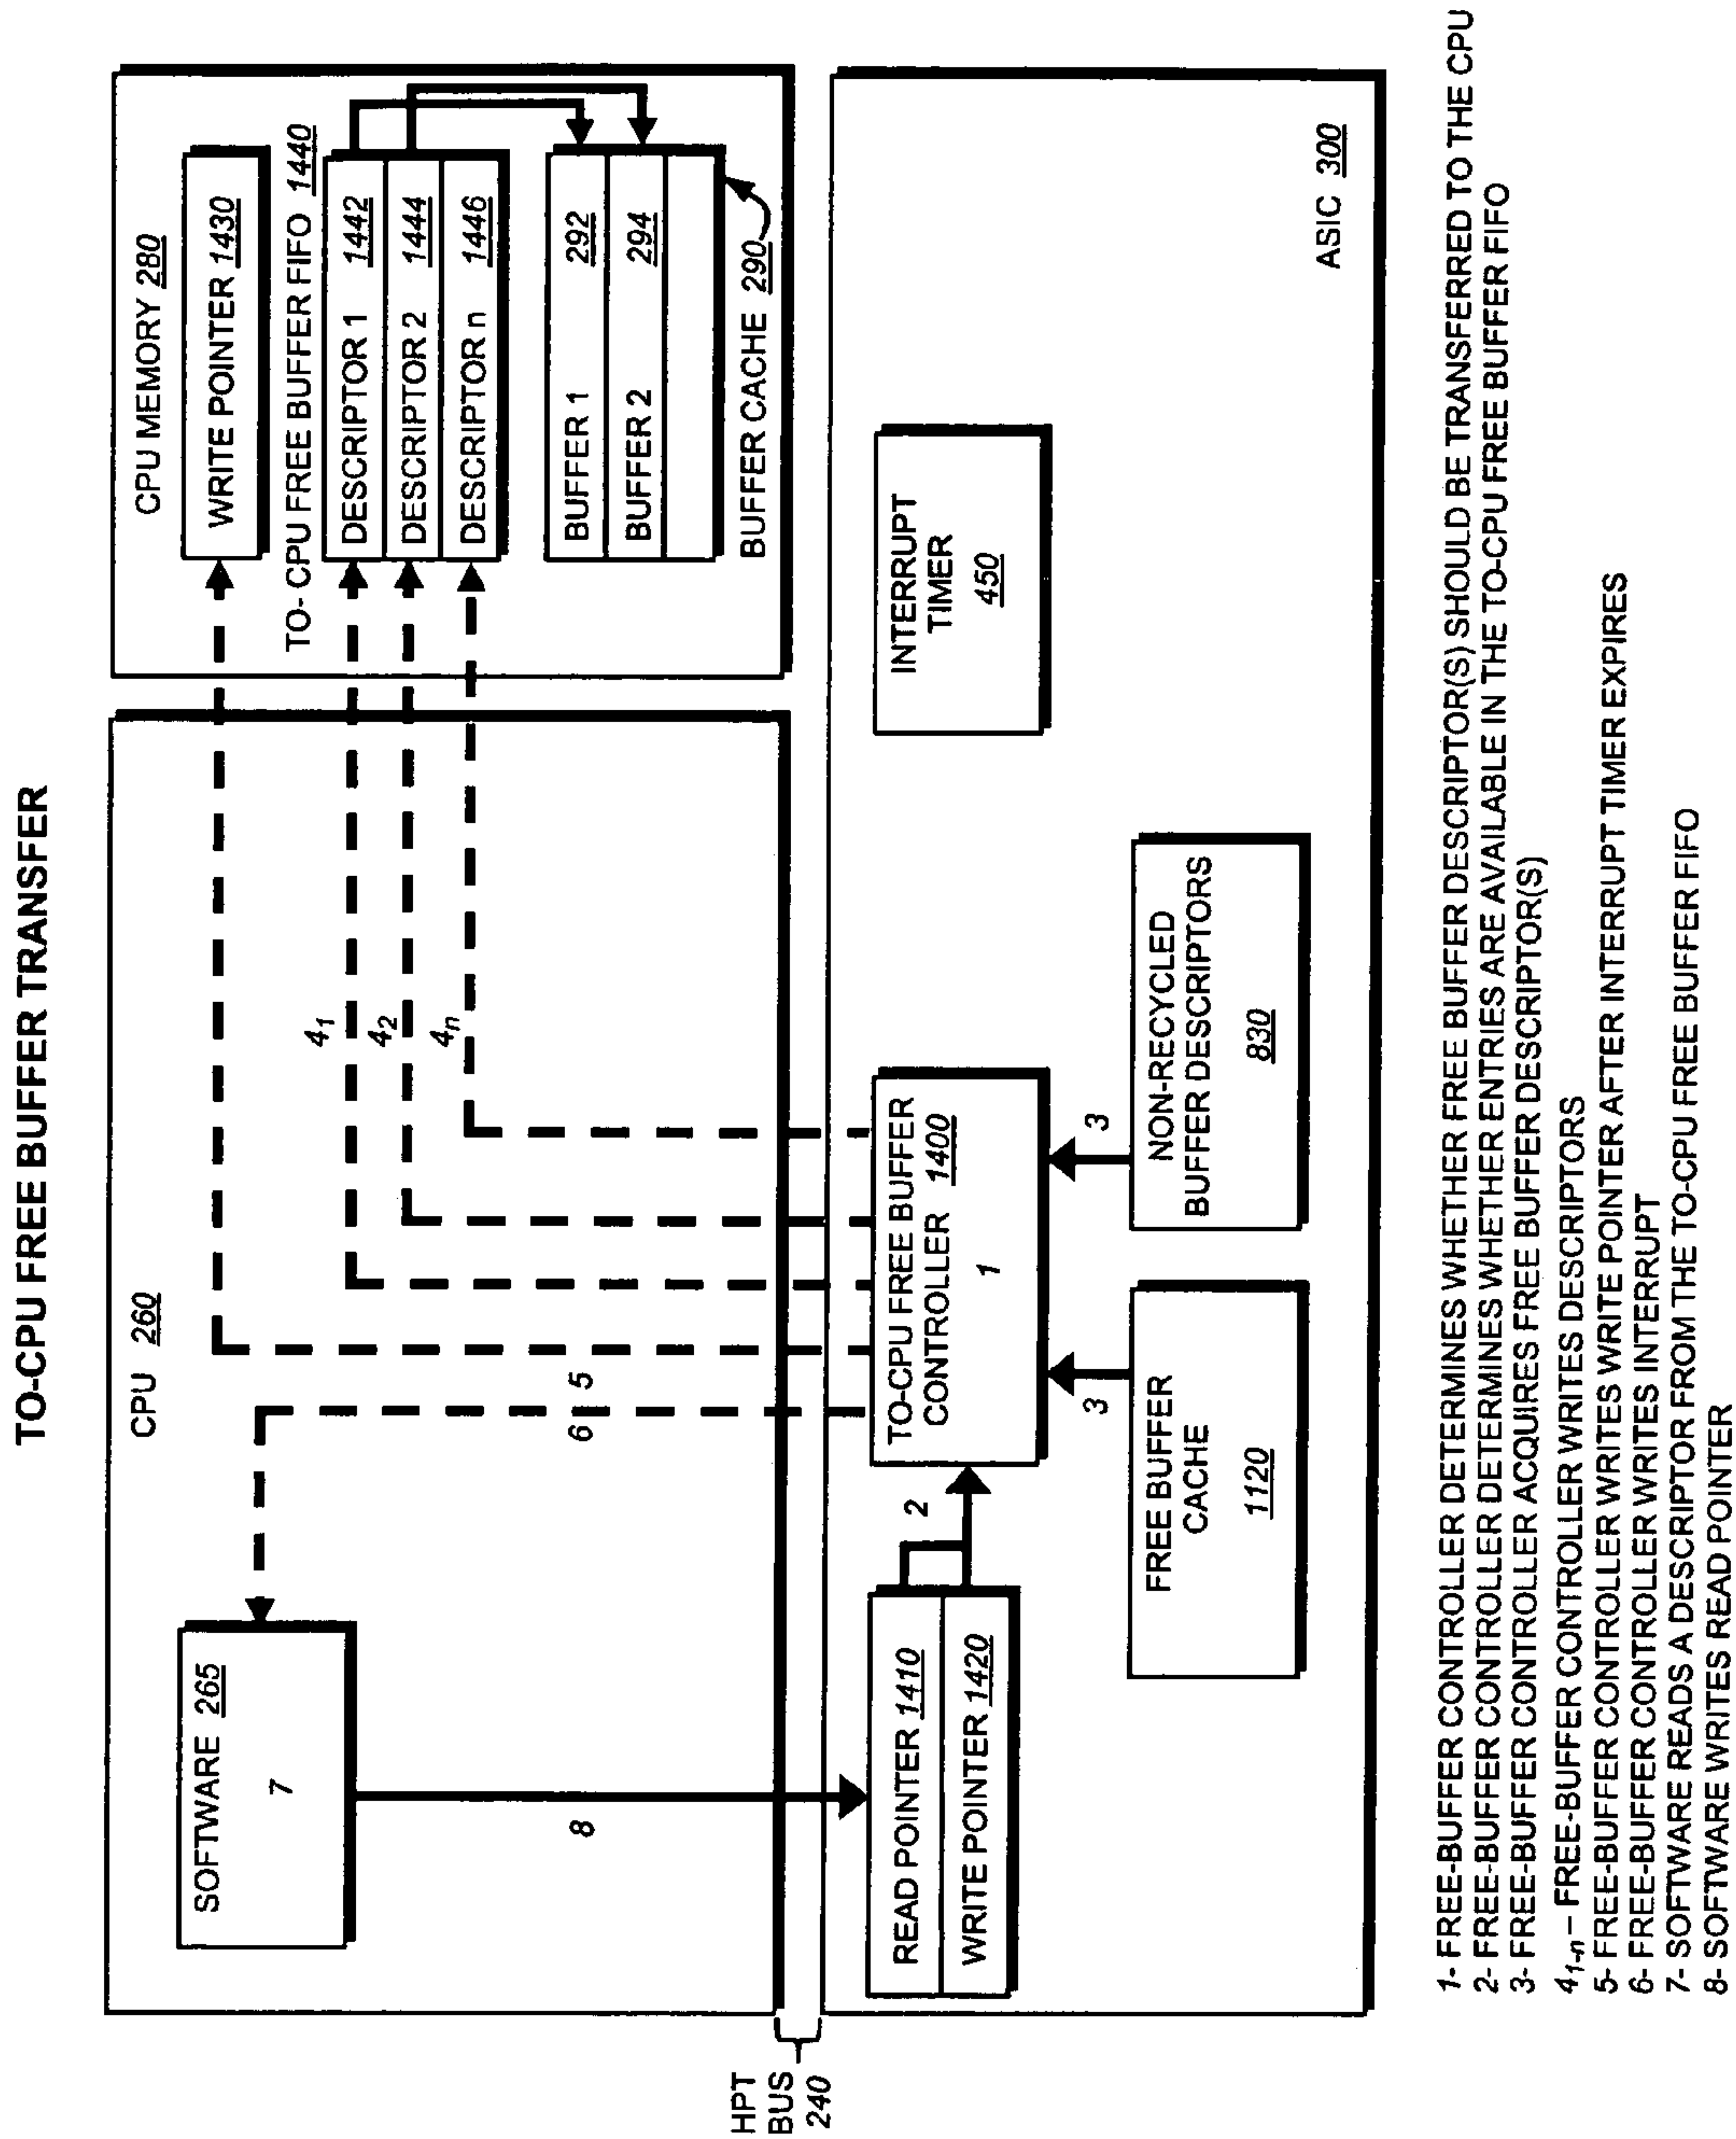 TO-CPU FREE BUFFER TRANSFER
CPU 260
SOFTWARE 265
7
6
5
4₁
4₂
4n
8
CPU MEMORY 280
WRITE POINTER 1430
TO- CPU FREE BUFFER FIFO 1440
DESCRIPTOR 1 1442
DESCRIPTOR 2 1444
DESCRIPTOR n 1446
BUFFER 1 292
BUFFER 2 294
BUFFER CACHE 290
HPT
BUS
240
READ POINTER 1410
WRITE POINTER 1420
2
TO-CPU FREE BUFFER
CONTROLLER 1400
1
3
3
FREE BUFFER
CACHE
1120
NON-RECYCLED
BUFFER DESCRIPTORS
830
INTERRUPT
TIMER
450
ASIC 300
1- FREE-BUFFER CONTROLLER DETERMINES WHETHER FREE BUFFER DESCRIPTOR(S) SHOULD BE TRANSFERRED TO THE CPU
2- FREE-BUFFER CONTROLLER DETERMINES WHETHER ENTRIES ARE AVAILABLE IN THE TO-CPU FREE BUFFER FIFO
3- FREE-BUFFER CONTROLLER ACQUIRES FREE BUFFER DESCRIPTOR(S)
4₁-n – FREE-BUFFER CONTROLLER WRITES DESCRIPTORS
5- FREE-BUFFER CONTROLLER WRITES WRITE POINTER AFTER INTERRUPT TIMER EXPIRES
6- FREE-BUFFER CONTROLLER WRITES INTERRUPT
7- SOFTWARE READS A DESCRIPTOR FROM THE TO-CPU FREE BUFFER FIFO
8- SOFTWARE WRITES READ POINTER